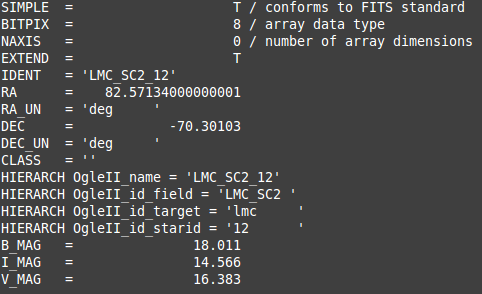 SIMPLE  =                    T / conforms to FITS standard
BITPIX  =                    8 / array data type
NAXIS   =                    0 / number of array dimensions
EXTEND  =                    T
IDENT   = 'LMC_SC2_12'
RA      =    82.57134000000001
RA_UN   = 'deg     '
DEC     =            -70.30103
DEC_UN  = 'deg     '
CLASS   = ''
HIERARCH OgleII_name = 'LMC_SC2_12'
HIERARCH OgleII_id_field = 'LMC_SC2 '
HIERARCH OgleII_id_target = 'lmc     '
HIERARCH OgleII_id_starid = '12      '
B_MAG   =               18.011
I_MAG   =               14.566
V_MAG   =               16.383